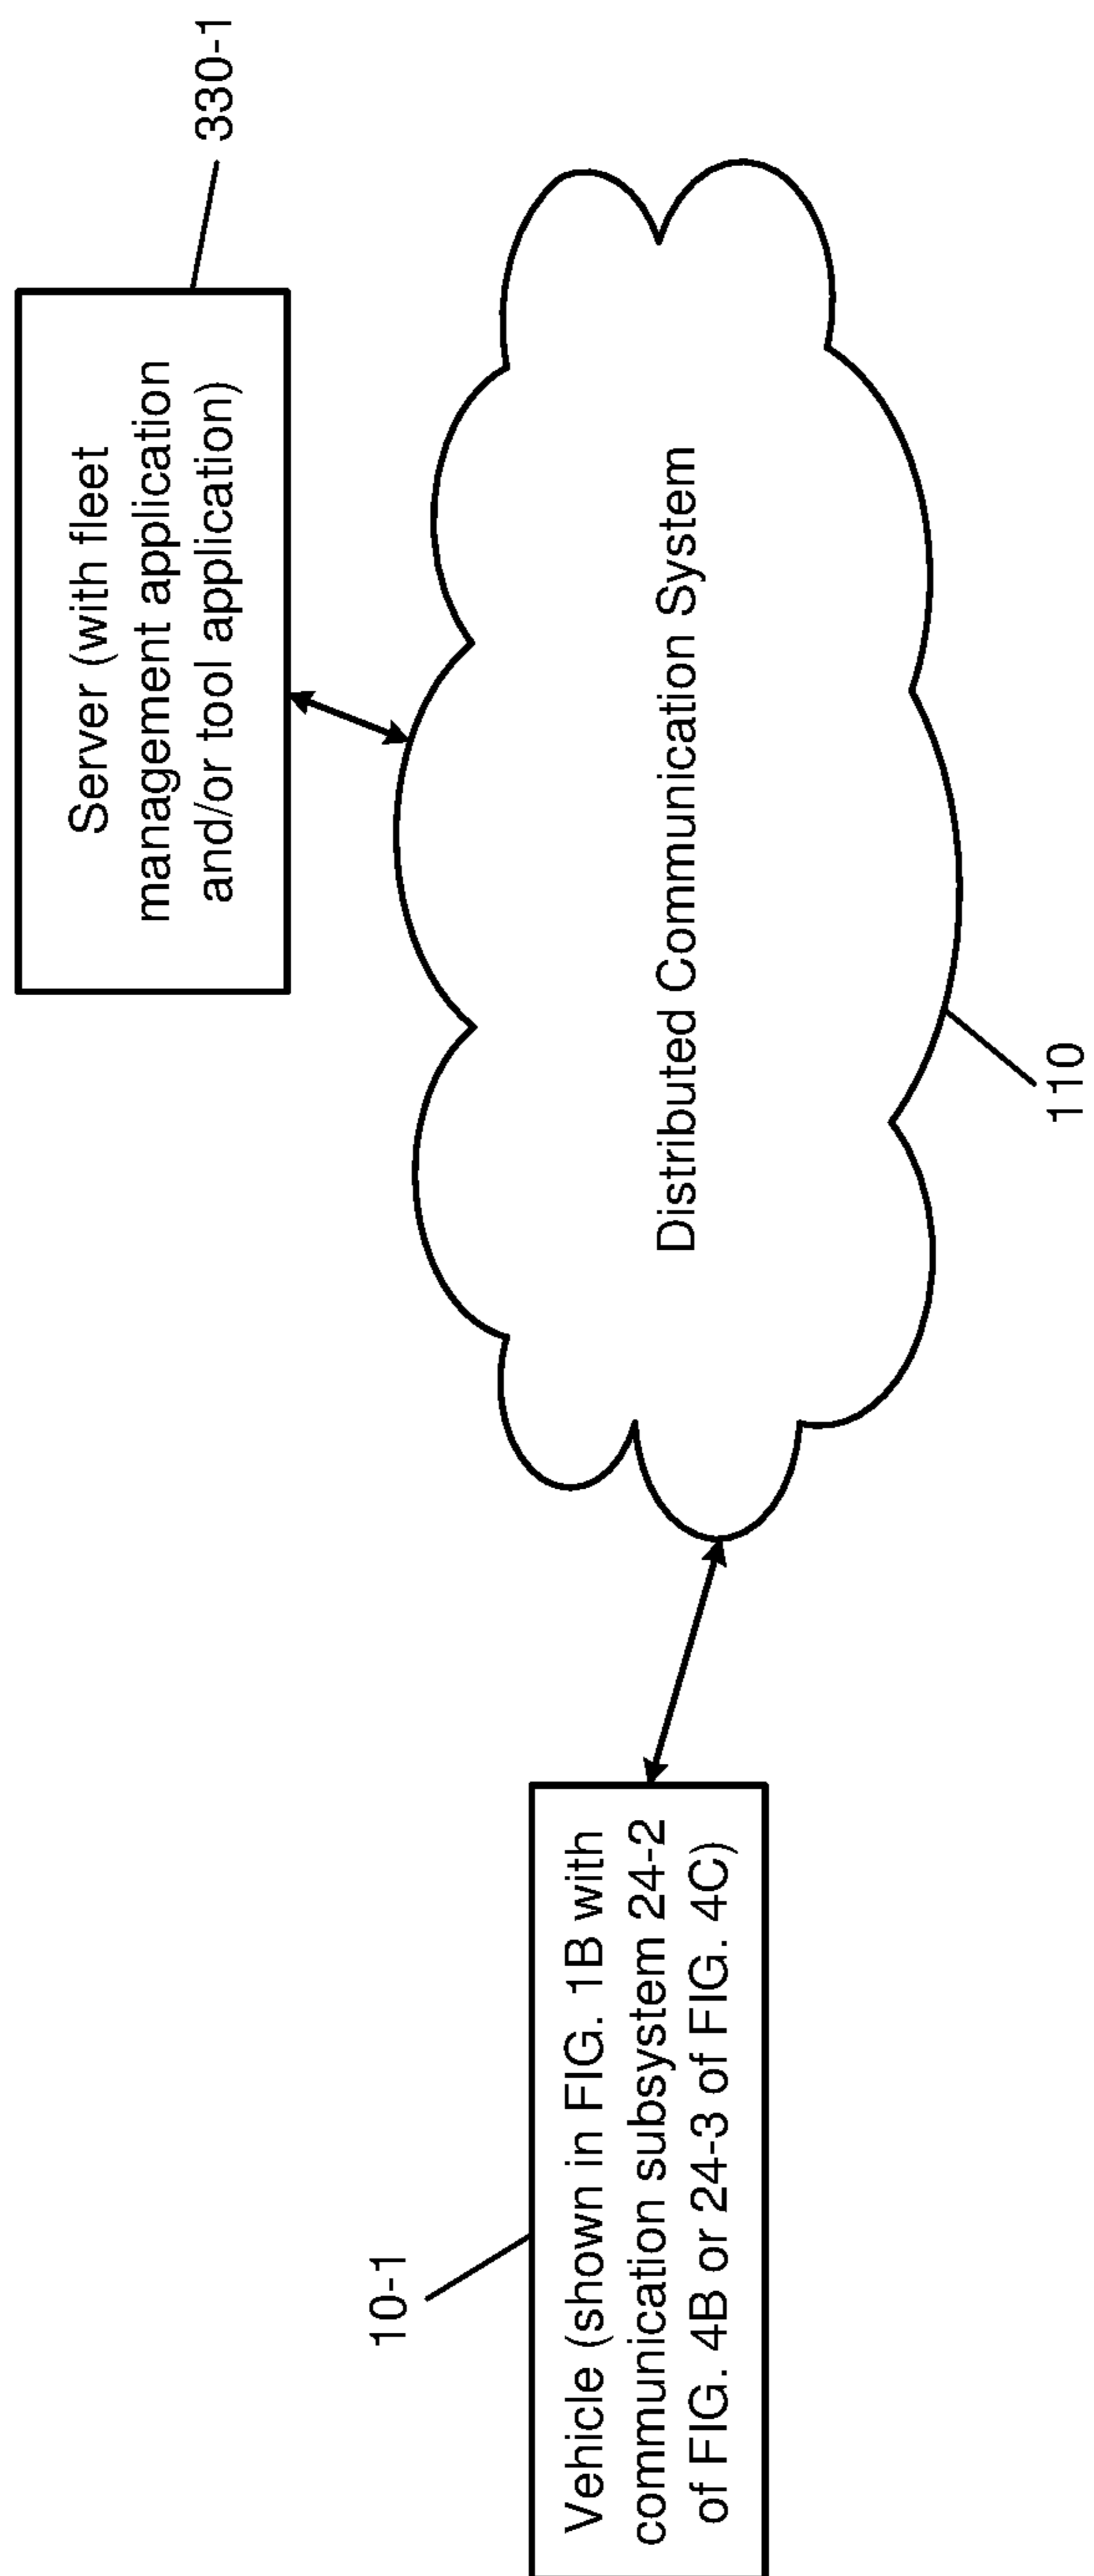 330-1
Server (with fleet
management application
and/or tool application)
Distributed Communication System
110
10-1
Vehicle (shown in FIG. 1B with
communication subsystem 24-2
of FIG. 4B or 24-3 of FIG. 4C)